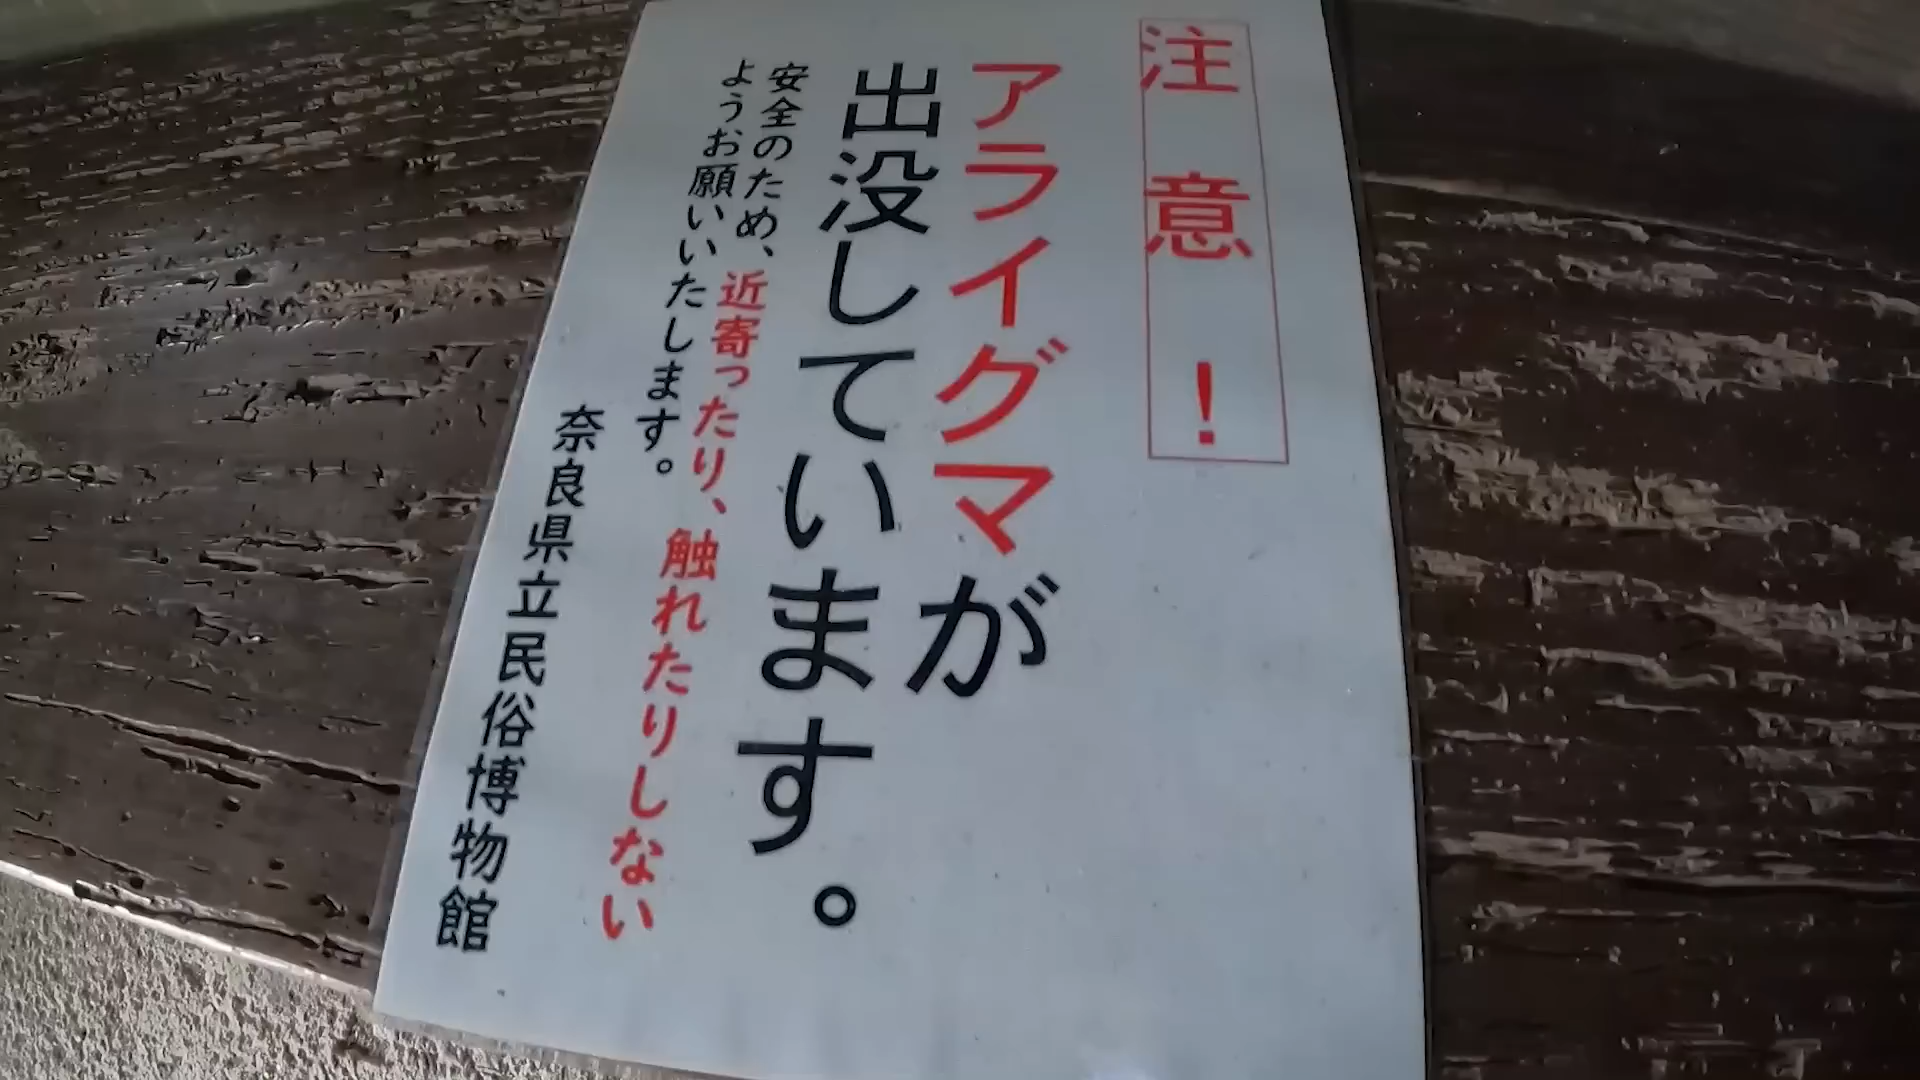 注意！
アライグマが
出没しています。
安全のため、近寄ったり、触れたりしない
ようお願いいたします。
奈良県立民俗博物館